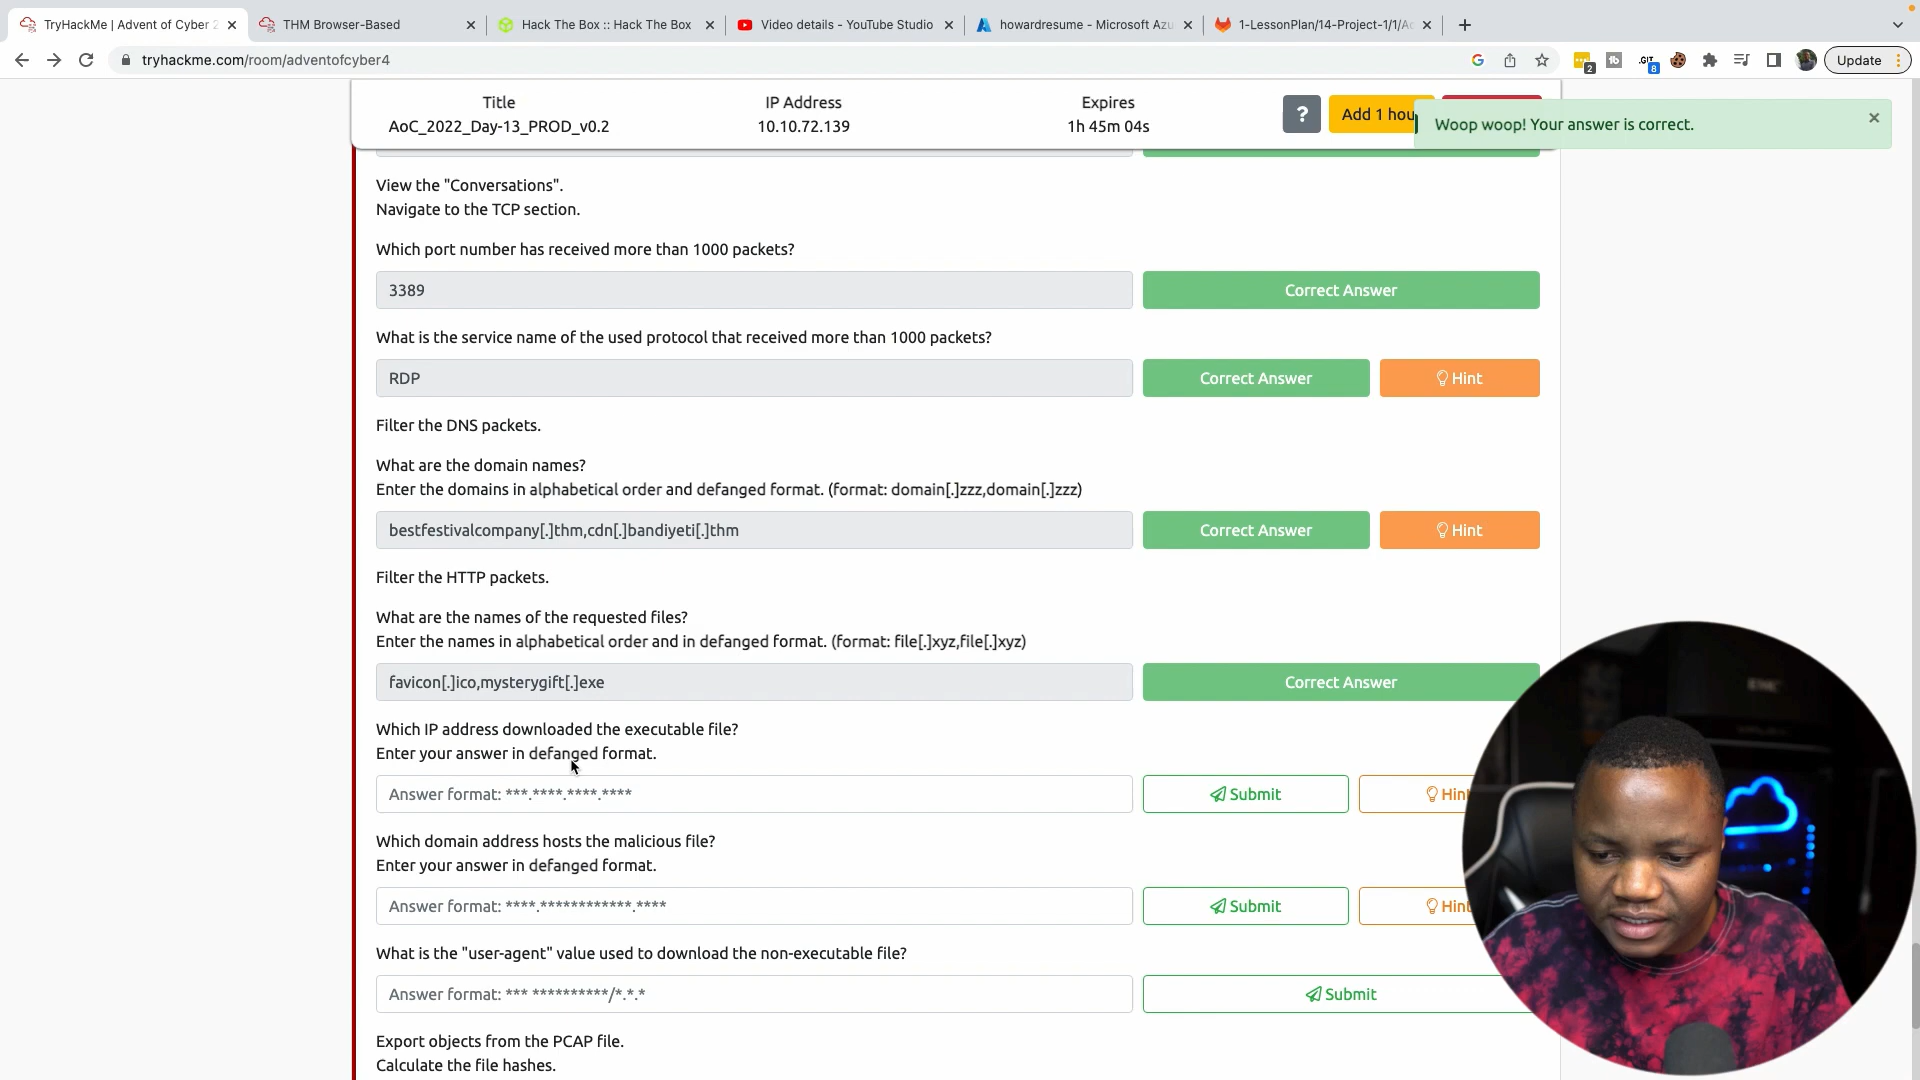 TryHackMe | Advent of Cyber 2
THM Browser-Based
Hack The Box :: Hack The Box
Video details - YouTube Studio
howardresume - Microsoft Azu
1-LessonPlan/14-Project-1/1/Ac
tryhackme.com/room/adventofcyber4
Update
Title
IP Address
Expires
AoC_2022_Day-13_PROD_v0.2
10.10.72.139
1h 45m 04s
?
Add 1 hou
Woop woop! Your answer is correct.
View the "Conversations".
Navigate to the TCP section.
Which port number has received more than 1000 packets?
3389
Correct Answer
What is the service name of the used protocol that received more than 1000 packets?
RDP
Correct Answer
Hint
Filter the DNS packets.
What are the domain names?
Enter the domains in alphabetical order and defanged format. (format: domain[.]zzz,domain[.]zzz)
bestfestivalcompany[.]thm,cdn[.]bandiyeti[.]thm
Correct Answer
Hint
Filter the HTTP packets.
What are the names of the requested files?
Enter the names in alphabetical order and in defanged format. (format: file[.]xyz,file[.]xyz)
favicon[.]ico,mysterygift[.]exe
Correct Answer
Which IP address downloaded the executable file?
Enter your answer in defanged format.
Answer format: ***.****.****.****
Submit
Hint
Which domain address hosts the malicious file?
Enter your answer in defanged format.
Answer format: ****.************.****
Submit
Hint
What is the "user-agent" value used to download the non-executable file?
Answer format: *** **********/*.*.*
Submit
Export objects from the PCAP file.
Calculate the file hashes.